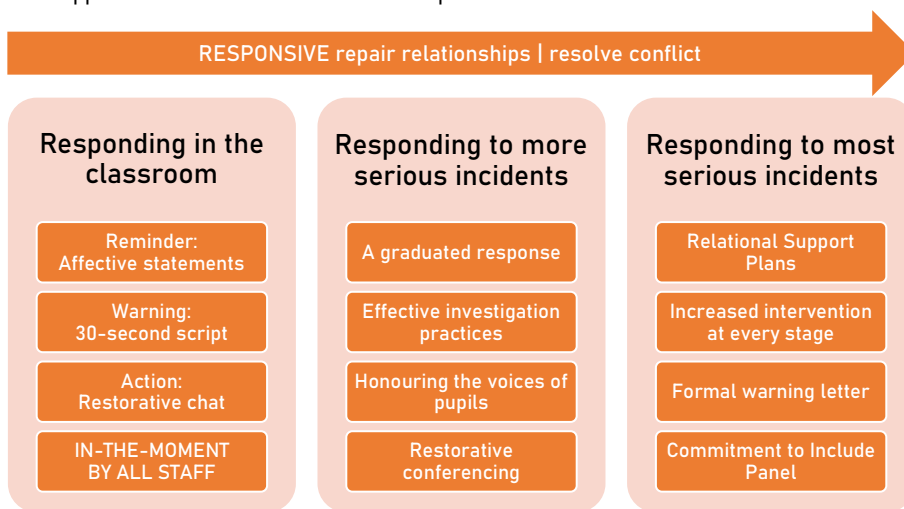 RESPONSIVE repair relationships | resolve conflict
Responding in the
classroom
Reminder:
Affective statements
Warning:
30-second script
Action:
Restorative chat
IN-THE-MOMENT
BY ALL STAFF
Responding to more
serious incidents
A graduated response
Effective investigation
practices
Honouring the voices of
pupils
Restorative
conferencing
Responding to most
serious incidents
Relational Support
Plans
Increased intervention
at every stage
Formal warning letter
Commitment to Include
Panel